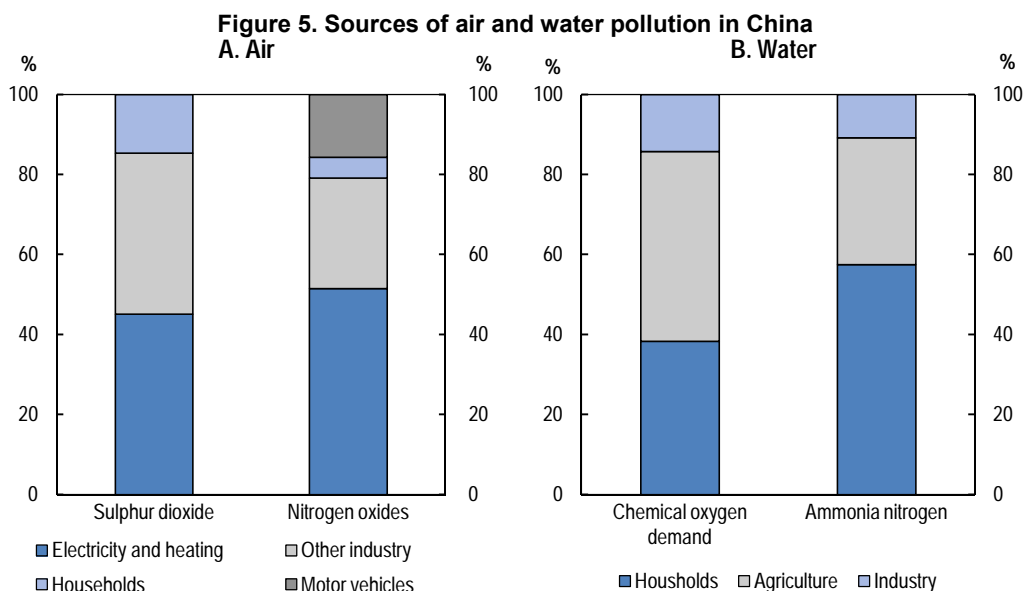 Figure 5. Sources of air and water pollution in China
A. Air
%
%
100
80
60
40
20
0
100
80
60
40
20
0
Sulphur dioxide
Nitrogen oxides
Electricity and heating
Other industry
Households
Motor vehicles
B. Water
%
%
100
80
60
40
20
0
100
80
60
40
20
0
Chemical oxygen
demand
Ammonia nitrogen
Housholds
Agriculture
Industry